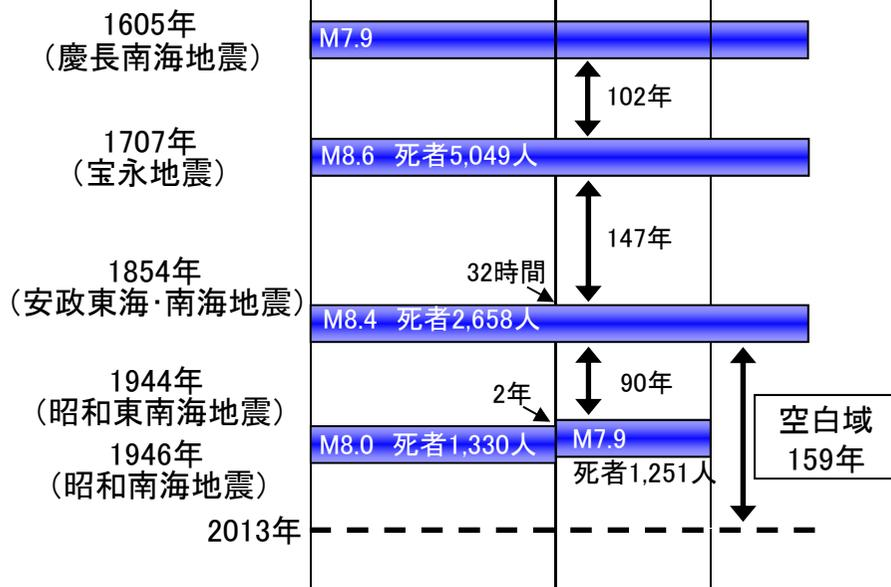 1605年
(慶長南海地震)
M7.9
102年
1707年
(宝永地震)
M8.6 死者5,049人
147年
32時間
1854年
(安政東海・南海地震)
M8.4 死者2,658人
90年
2年
1944年
(昭和東南海地震)
M8.0 死者1,330人
M7.9
死者1,251人
1946年
(昭和南海地震)
空白域
159年
2013年